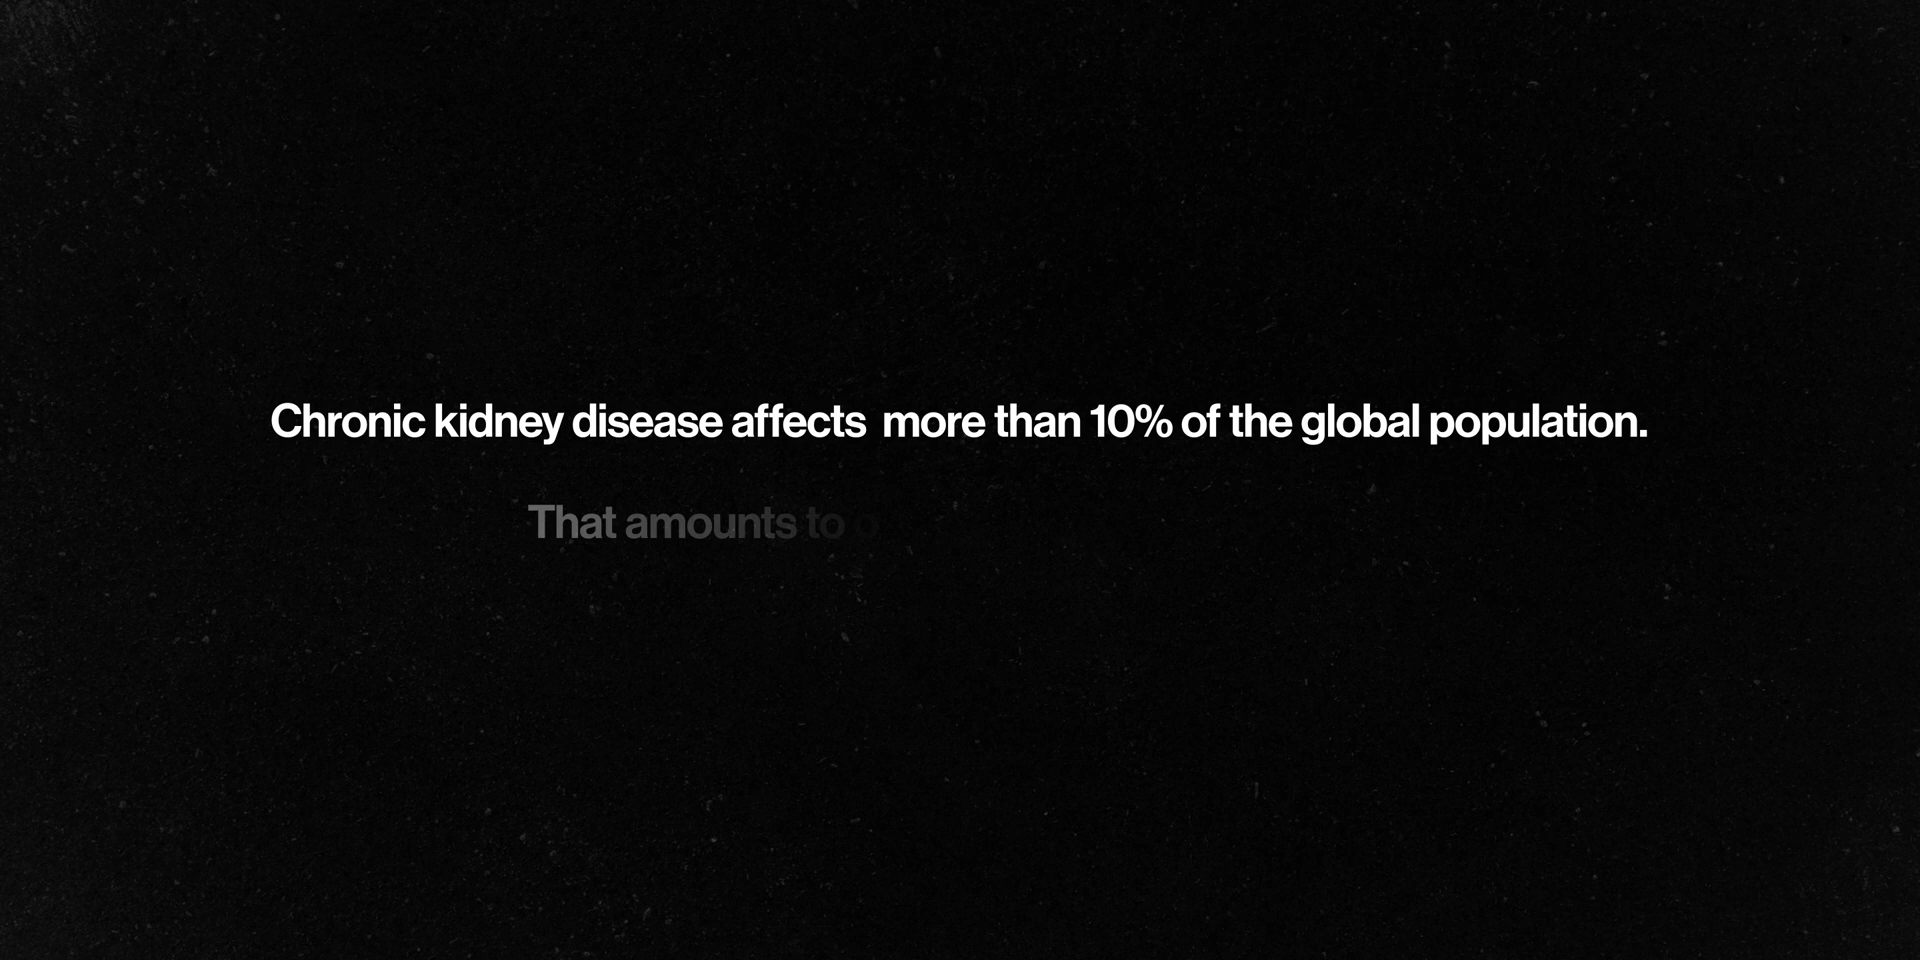 Chronic kidney disease affects  more than 10% of the global population.
That amounts to